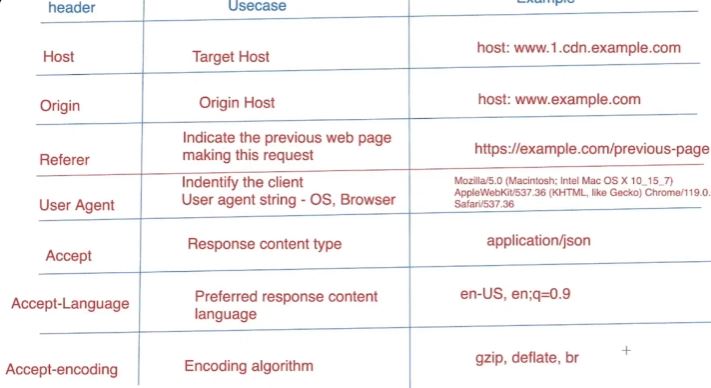 header Usecase Example
Host Target Host host: www.1.cdn.example.com
Origin Origin Host host: www.example.com
Referer Indicate the previous web page
making this request https://example.com/previous-page
User Agent Indentify the client
User agent string - OS, Browser Mozilla/5.0 (Macintosh; Intel Mac OS X 10_15_7)
AppleWebKit/537.36 (KHTML, like Gecko) Chrome/119.0.
Safari/537.36
Accept Response content type application/json
Accept-Language Preferred response content
language en-US, en;q=0.9
Accept-encoding Encoding algorithm gzip, deflate, br